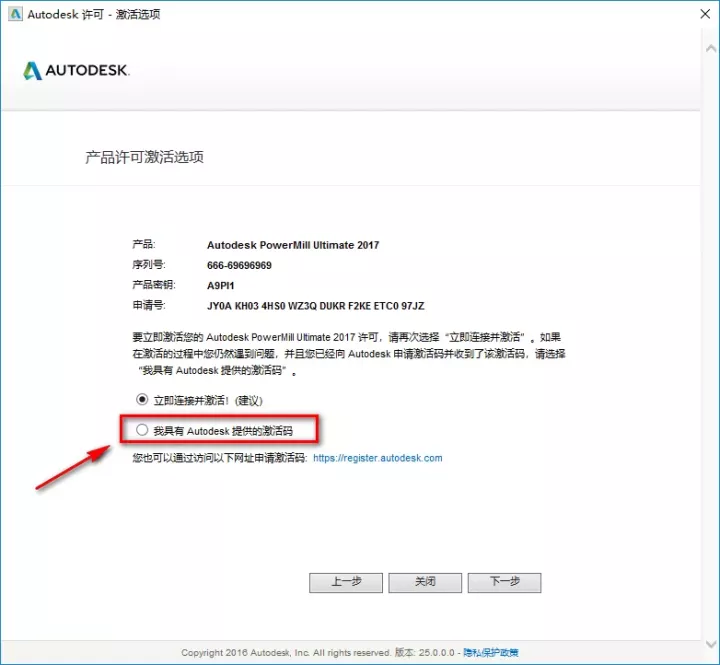 Autodesk 许可 - 激活选项
AUTODESK.
产品许可激活选项
产品: Autodesk PowerMill Ultimate 2017
序列号: 666-69696969
产品密钥: A9PI1
申请号: JY0A KH03 4HS0 WZ3Q DUKR F2KE ETC0 97JZ
要立即激活您的 Autodesk PowerMill Ultimate 2017 许可，请再次选择“立即连接并激活”。如果
在激活的过程中您仍然遇到问题，并且您已经向 Autodesk 申请激活码并收到了该激活码，请选择
“我具有 Autodesk 提供的激活码”。
立即连接并激活! (建议)
我具有 Autodesk 提供的激活码
您也可以通过访问以下网址申请激活码: https://register.autodesk.com
上一步 关闭 下一步
Copyright 2016 Autodesk, Inc. All rights reserved. 版本: 25.0.0.0 - 隐私保护政策